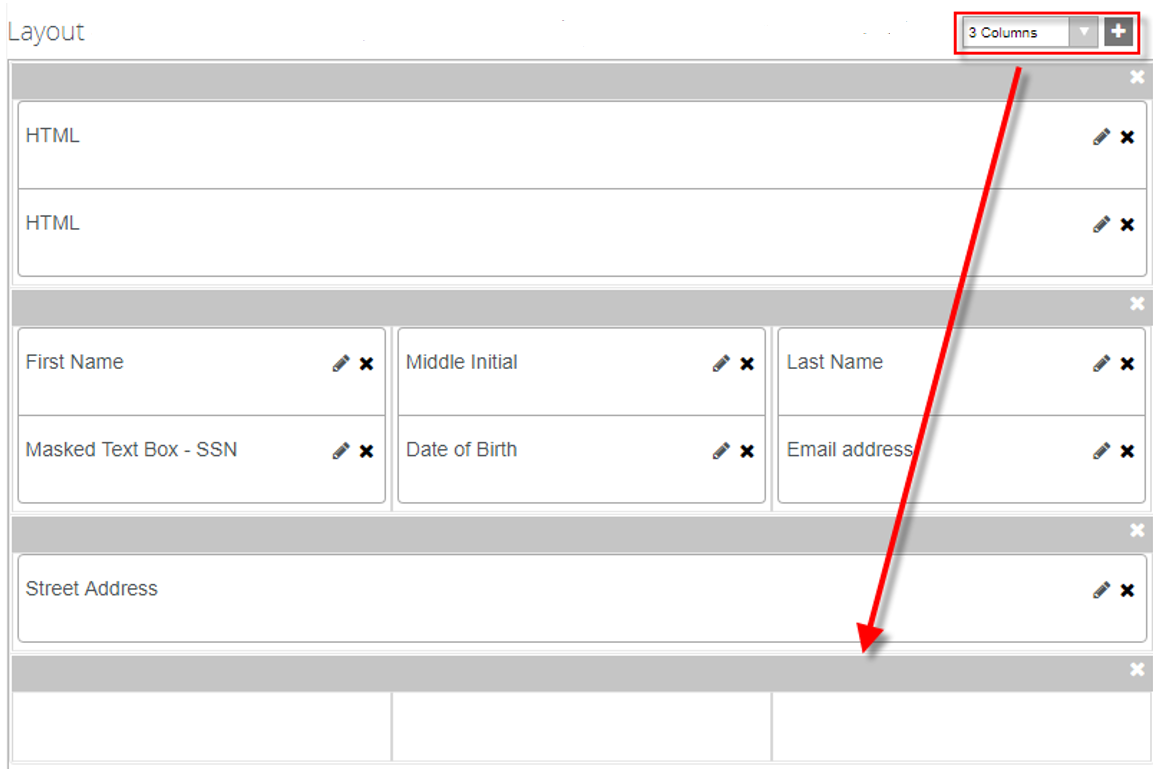 Layout
3 Columns
HTML
HTML
First Name
Middle Initial
Last Name
Masked Text Box - SSN
Date of Birth
Email address
Street Address